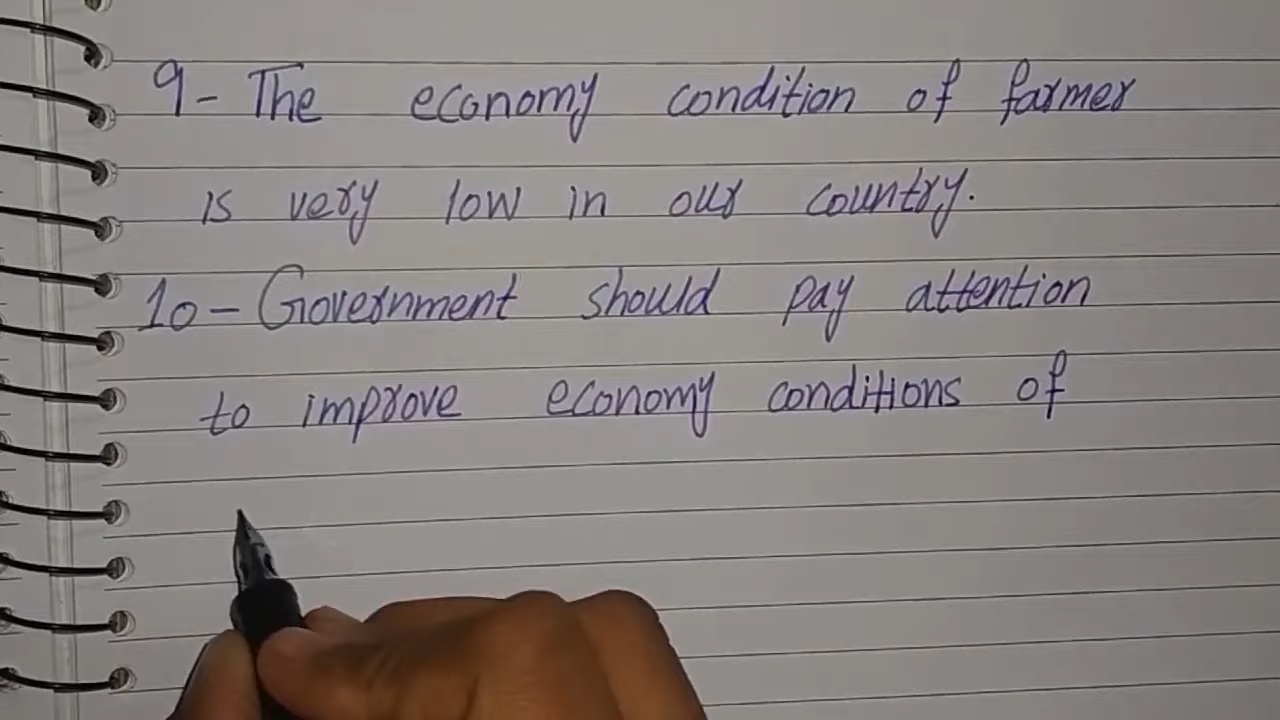 9- The economy condition of farmer
is very low in our country.
10- Government should pay attention
to improve economy conditions of